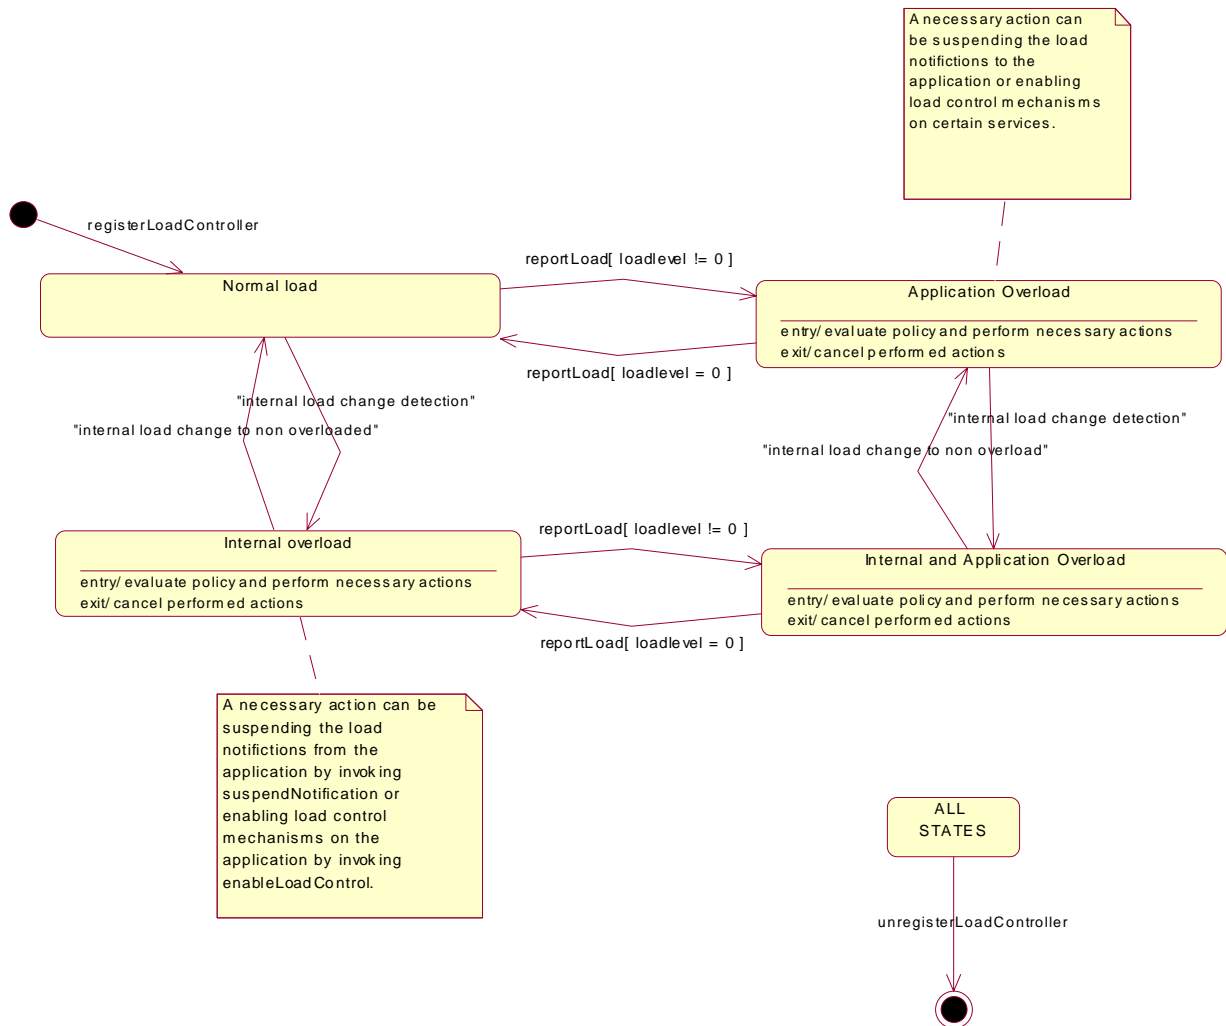 A necessary action can
be suspending the load
notifictions to the
application or enabling
load control mechanisms
on certain services.
registerLoadController
reportLoad[ loadlevel != 0 ]
Normal load
Application Overload
entry/ evaluate policy and perform necessary actions
exit/ cancel performed actions
reportLoad[ loadlevel = 0 ]
"internal load change detection"
"internal load change to non overloaded"
"internal load change detection"
"internal load change to non overload"
reportLoad[ loadlevel != 0 ]
Internal overload
entry/ evaluate policy and perform necessary actions
exit/ cancel performed actions
Internal and Application Overload
entry/ evaluate policy and perform necessary actions
exit/ cancel performed actions
reportLoad[ loadlevel = 0 ]
A necessary action can be
suspending the load
notifictions from the
application by invoking
suspendNotification or
enabling load control
mechanisms on the
application by invoking
enableLoadControl.
ALL
STATES
unregisterLoadController